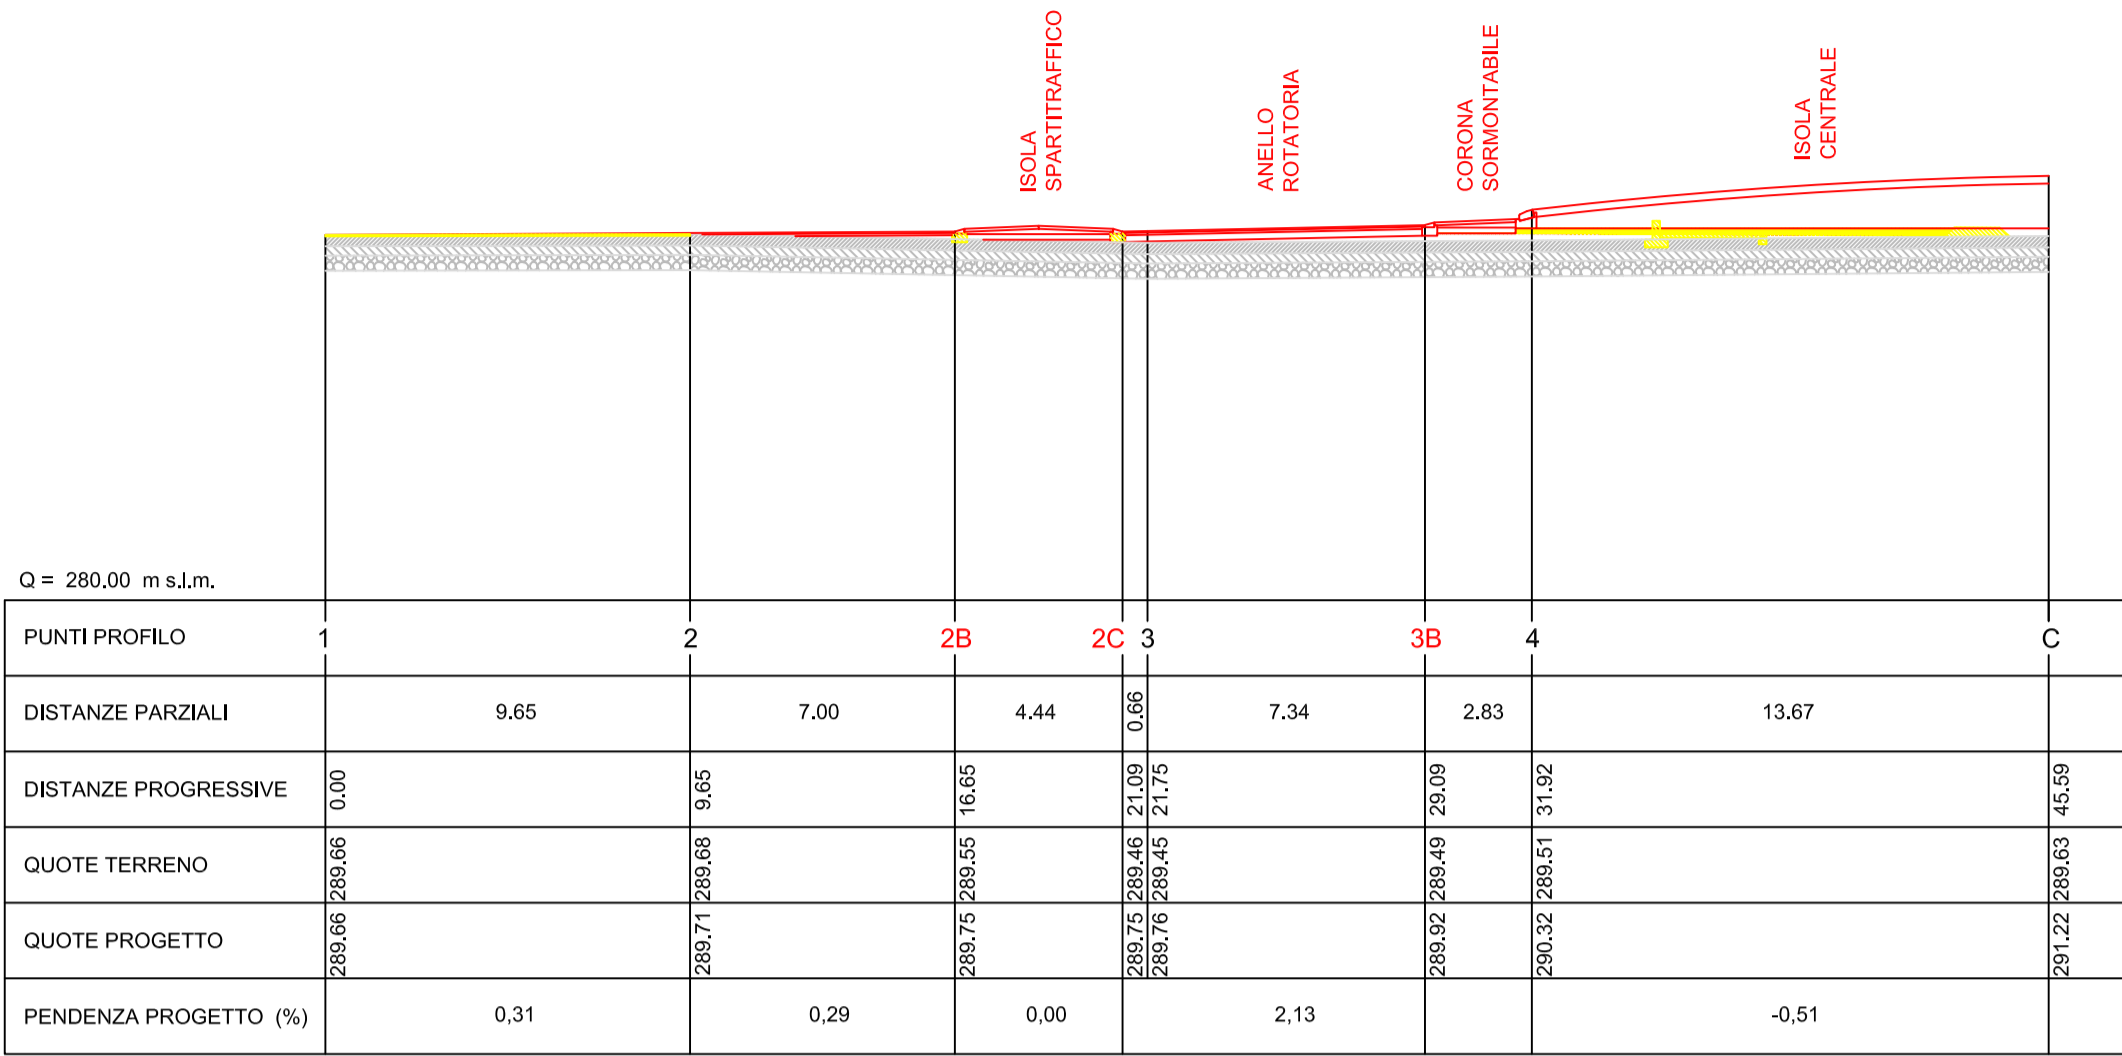 ISOLA
SPARTITRAFFICO
ANELLO
ROTATORIA
CORONA
SORMONTABILE
ISOLA
CENTRALE
Q = 280.00 m s.l.m.
PUNTI PROFILO 1 2 2B 2C 3 3B 4 C
DISTANZE PARZIALI 9.65 7.00 4.44 0.66 7.34 2.83 13.67
DISTANZE PROGRESSIVE 0.00 9.65 16.65 21.09 21.75 29.09 31.92 45.59
QUOTE TERRENO 289.66 289.68 289.55 289.46 289.45 289.49 289.51 289.63
QUOTE PROGETTO 289.66 289.71 289.75 289.75 289.76 289.92 290.32 291.22
PENDENZA PROGETTO (%) 0,31 0,29 0,00 2,13 -0,51